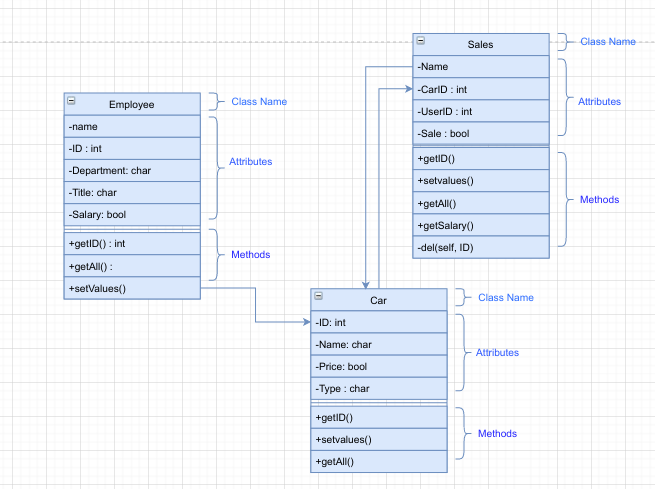 Sales
Class Name
-Name
-CarID : int
-UserID : int
-Sale : bool
Attributes
+getID()
+setvalues()
+getAll()
+getSalary()
-del(self, ID)
Methods
Employee
Class Name
-name
-ID : int
-Department: char
-Title: char
-Salary: bool
Attributes
+getID() : int
+getAll() :
+setValues()
Methods
Car
Class Name
-ID: int
-Name: char
-Price: bool
-Type : char
Attributes
+getID()
+setvalues()
+getAll()
Methods